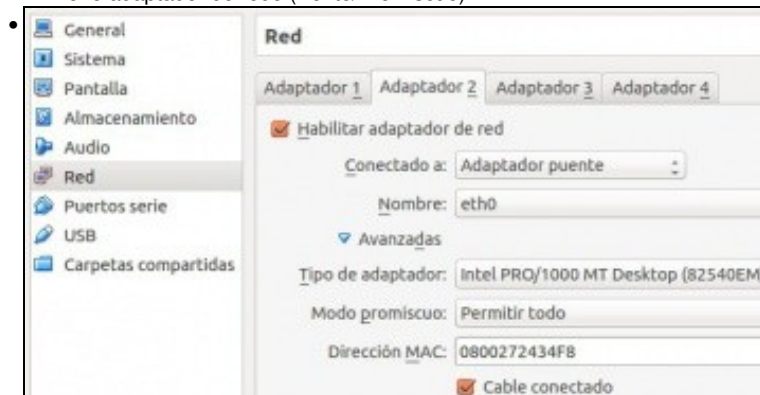 General
Sistema
Pantalla
Almacenamiento
Audio
Red
Puertos serie
USB
Carpetas compartidas
Red
Adaptador 1 Adaptador 2 Adaptador 3 Adaptador 4
Habilitar adaptador de red
Conectado a: Adaptador puente
Nombre: eth0
Avanzadas
Tipo de adaptador: Intel PRO/1000 MT Desktop (82540EM
Modo promiscuo: Permitir todo
Dirección MAC: 0800272434F8
Cable conectado